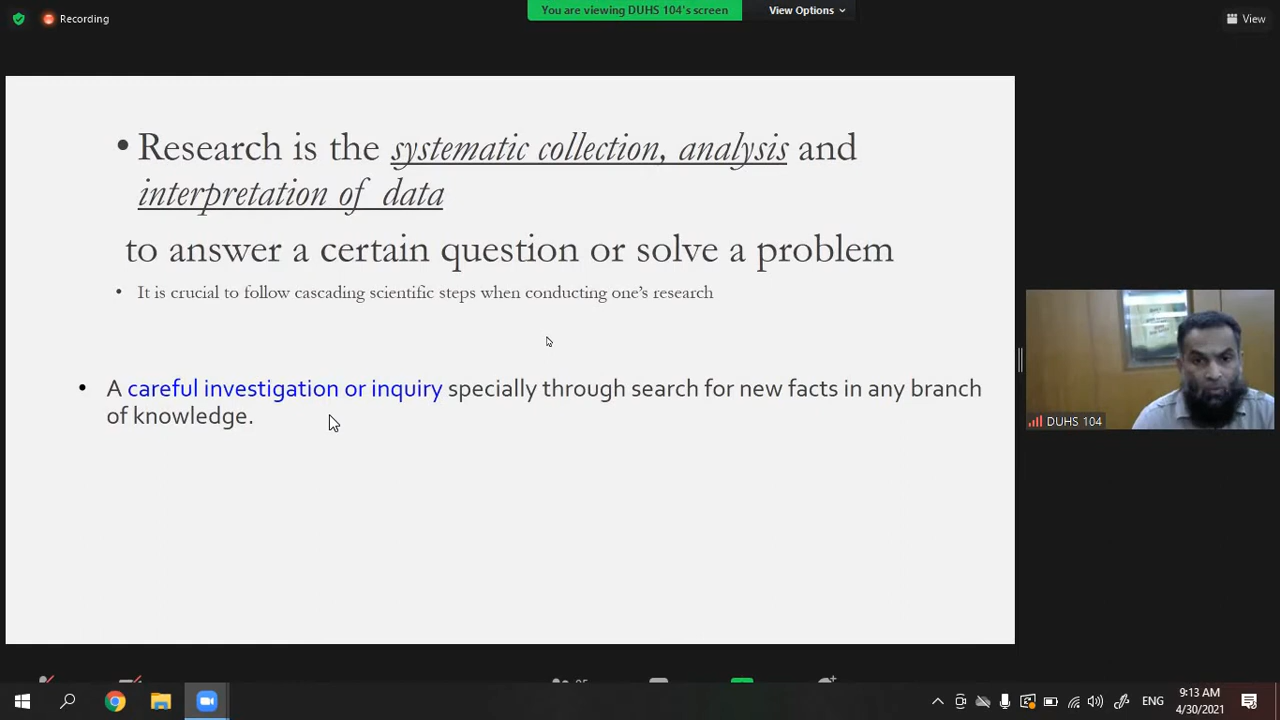 Recording
You are viewing DUHS 104's screen
View Options
View
• Research is the systematic collection, analysis and
interpretation of data
to answer a certain question or solve a problem
• It is crucial to follow cascading scientific steps when conducting one's research
• A careful investigation or inquiry specially through search for new facts in any branch
of knowledge.
DUHS 104
ENG
9:13 AM
4/30/2021